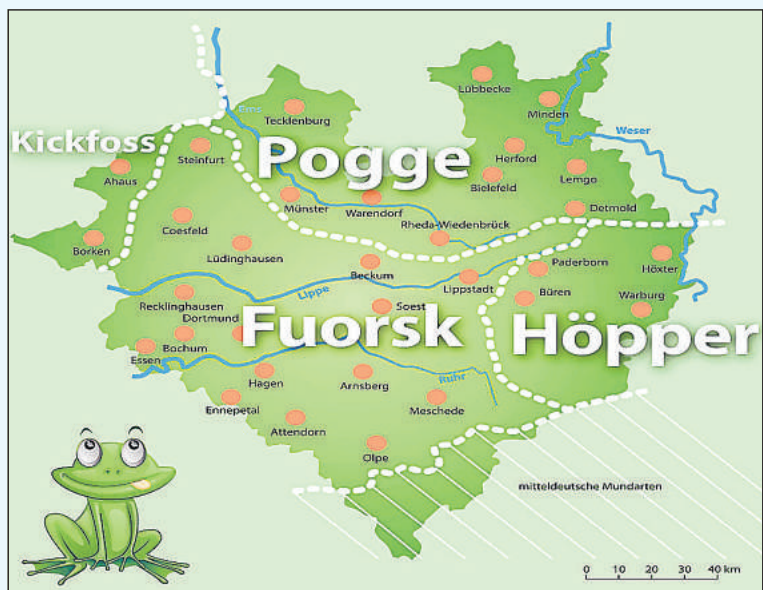 Lübbecke
Minden
Ems
Tecklenburg
Weser
Kickfoss
Steinfurt
Pogge
Herford
Ahaus
Bielefeld
Lemgo
Münster
Warendorf
Detmold
Coesfeld
Rheda-Wiedenbrück
Borken
Lüdinghausen
Beckum
Paderborn
Höxter
Lippe
Lippstadt
Büren
Warburg
Recklinghausen
Soest
Dortmund
Fuorsk
Höpper
Essen
Bochum
Hagen
Arnsberg
Ruhr
Ennepetal
Meschede
Attendorn
Olpe
mitteldeutsche Mundarten
0 10 20 30 40 km